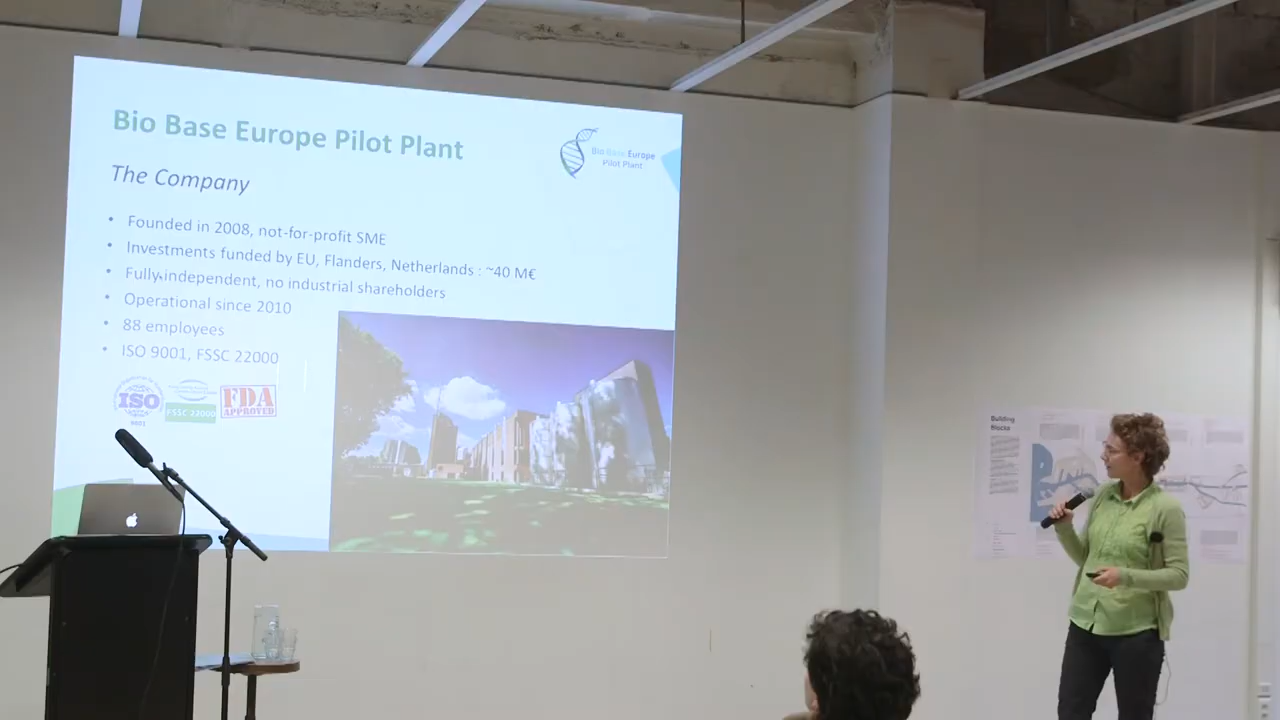 Bio Base Europe Pilot Plant
Bio Base Europe
Pilot Plant
The Company
• Founded in 2008, not-for-profit SME
• Investments funded by EU, Flanders, Netherlands : ~40 M€
• Fully independent, no industrial shareholders
• Operational since 2010
• 88 employees
• ISO 9001, FSSC 22000
ISO
9001
FSSC 22000
FDA
APPROVED
Building
Blocks